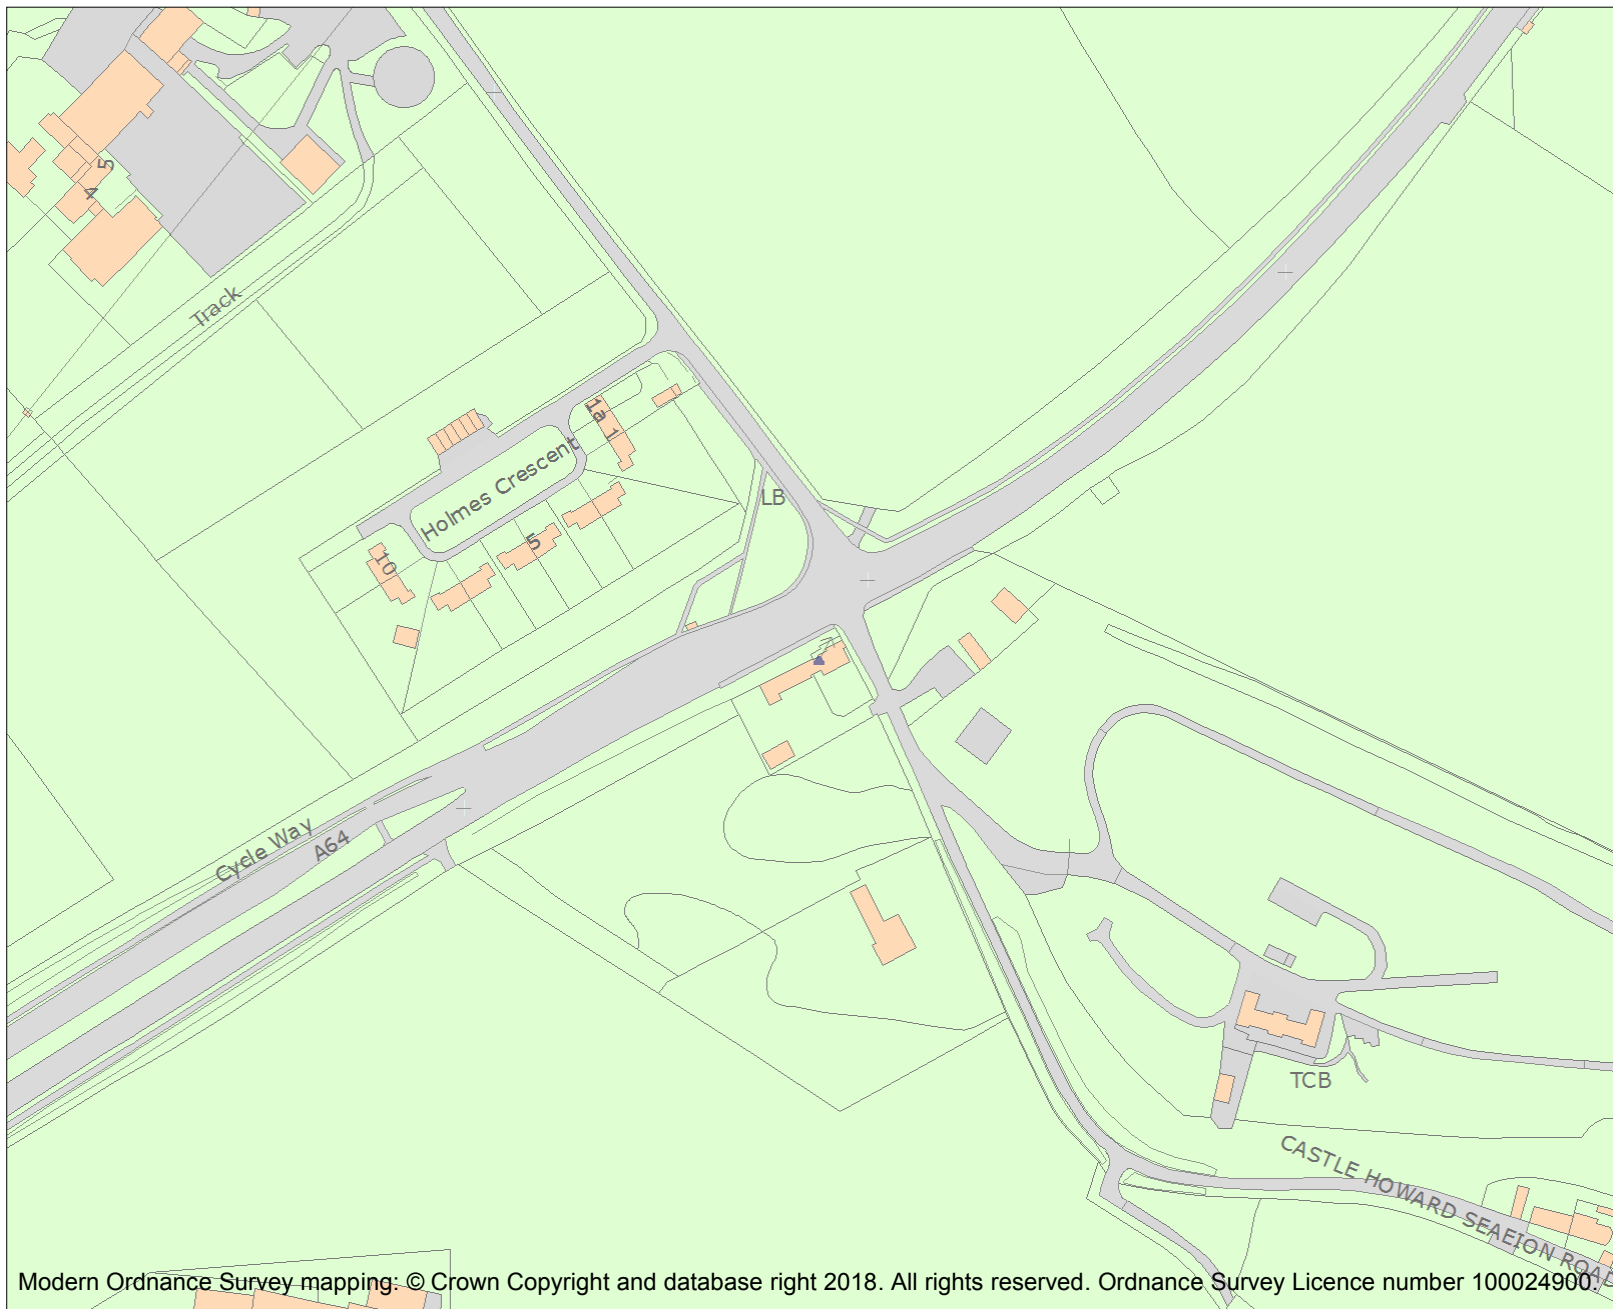 5
4
Track
1a 1
Holmes Crescent
LB
5
10
Cycle Way
A64
TCB
CASTLE HOWARD SEAEION ROAD
Modern Ordnance Survey mapping: © Crown Copyright and database right 2018. All rights reserved. Ordnance Survey Licence number 100024900.